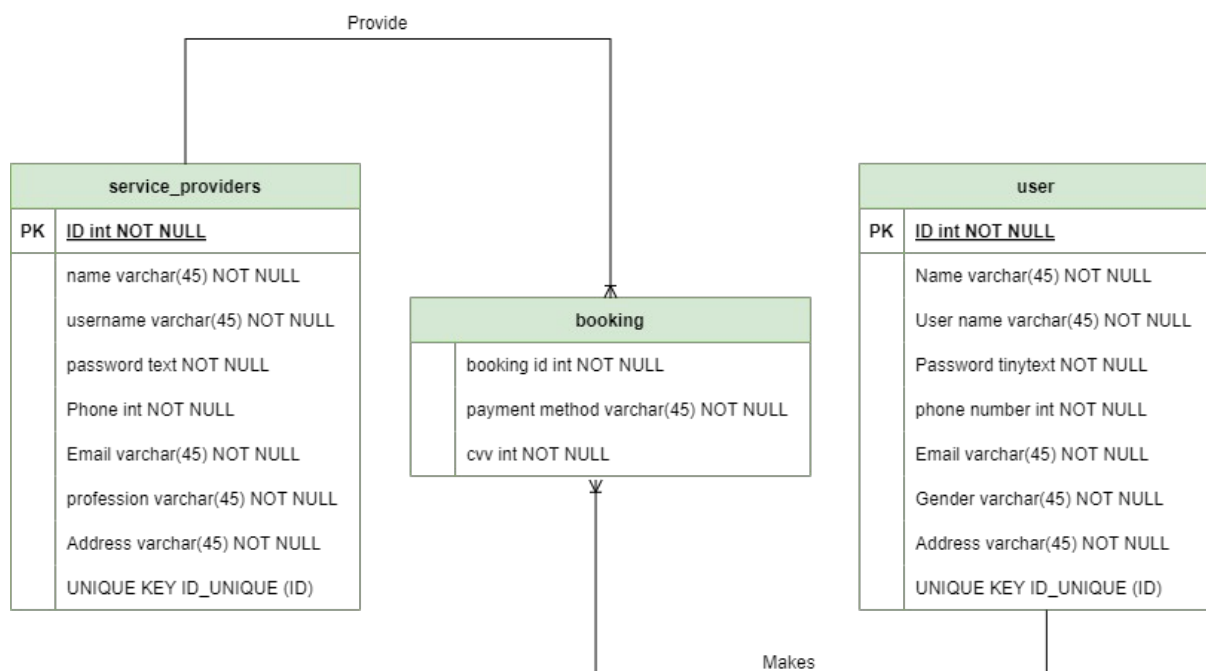 Provide
service_providers
PK ID int NOT NULL
name varchar(45) NOT NULL
username varchar(45) NOT NULL
password text NOT NULL
Phone int NOT NULL
Email varchar(45) NOT NULL
profession varchar(45) NOT NULL
Address varchar(45) NOT NULL
UNIQUE KEY ID_UNIQUE (ID)
booking
booking id int NOT NULL
payment method varchar(45) NOT NULL
cvv int NOT NULL
user
PK ID int NOT NULL
Name varchar(45) NOT NULL
User name varchar(45) NOT NULL
Password tinytext NOT NULL
phone number int NOT NULL
Email varchar(45) NOT NULL
Gender varchar(45) NOT NULL
Address varchar(45) NOT NULL
UNIQUE KEY ID_UNIQUE (ID)
Makes